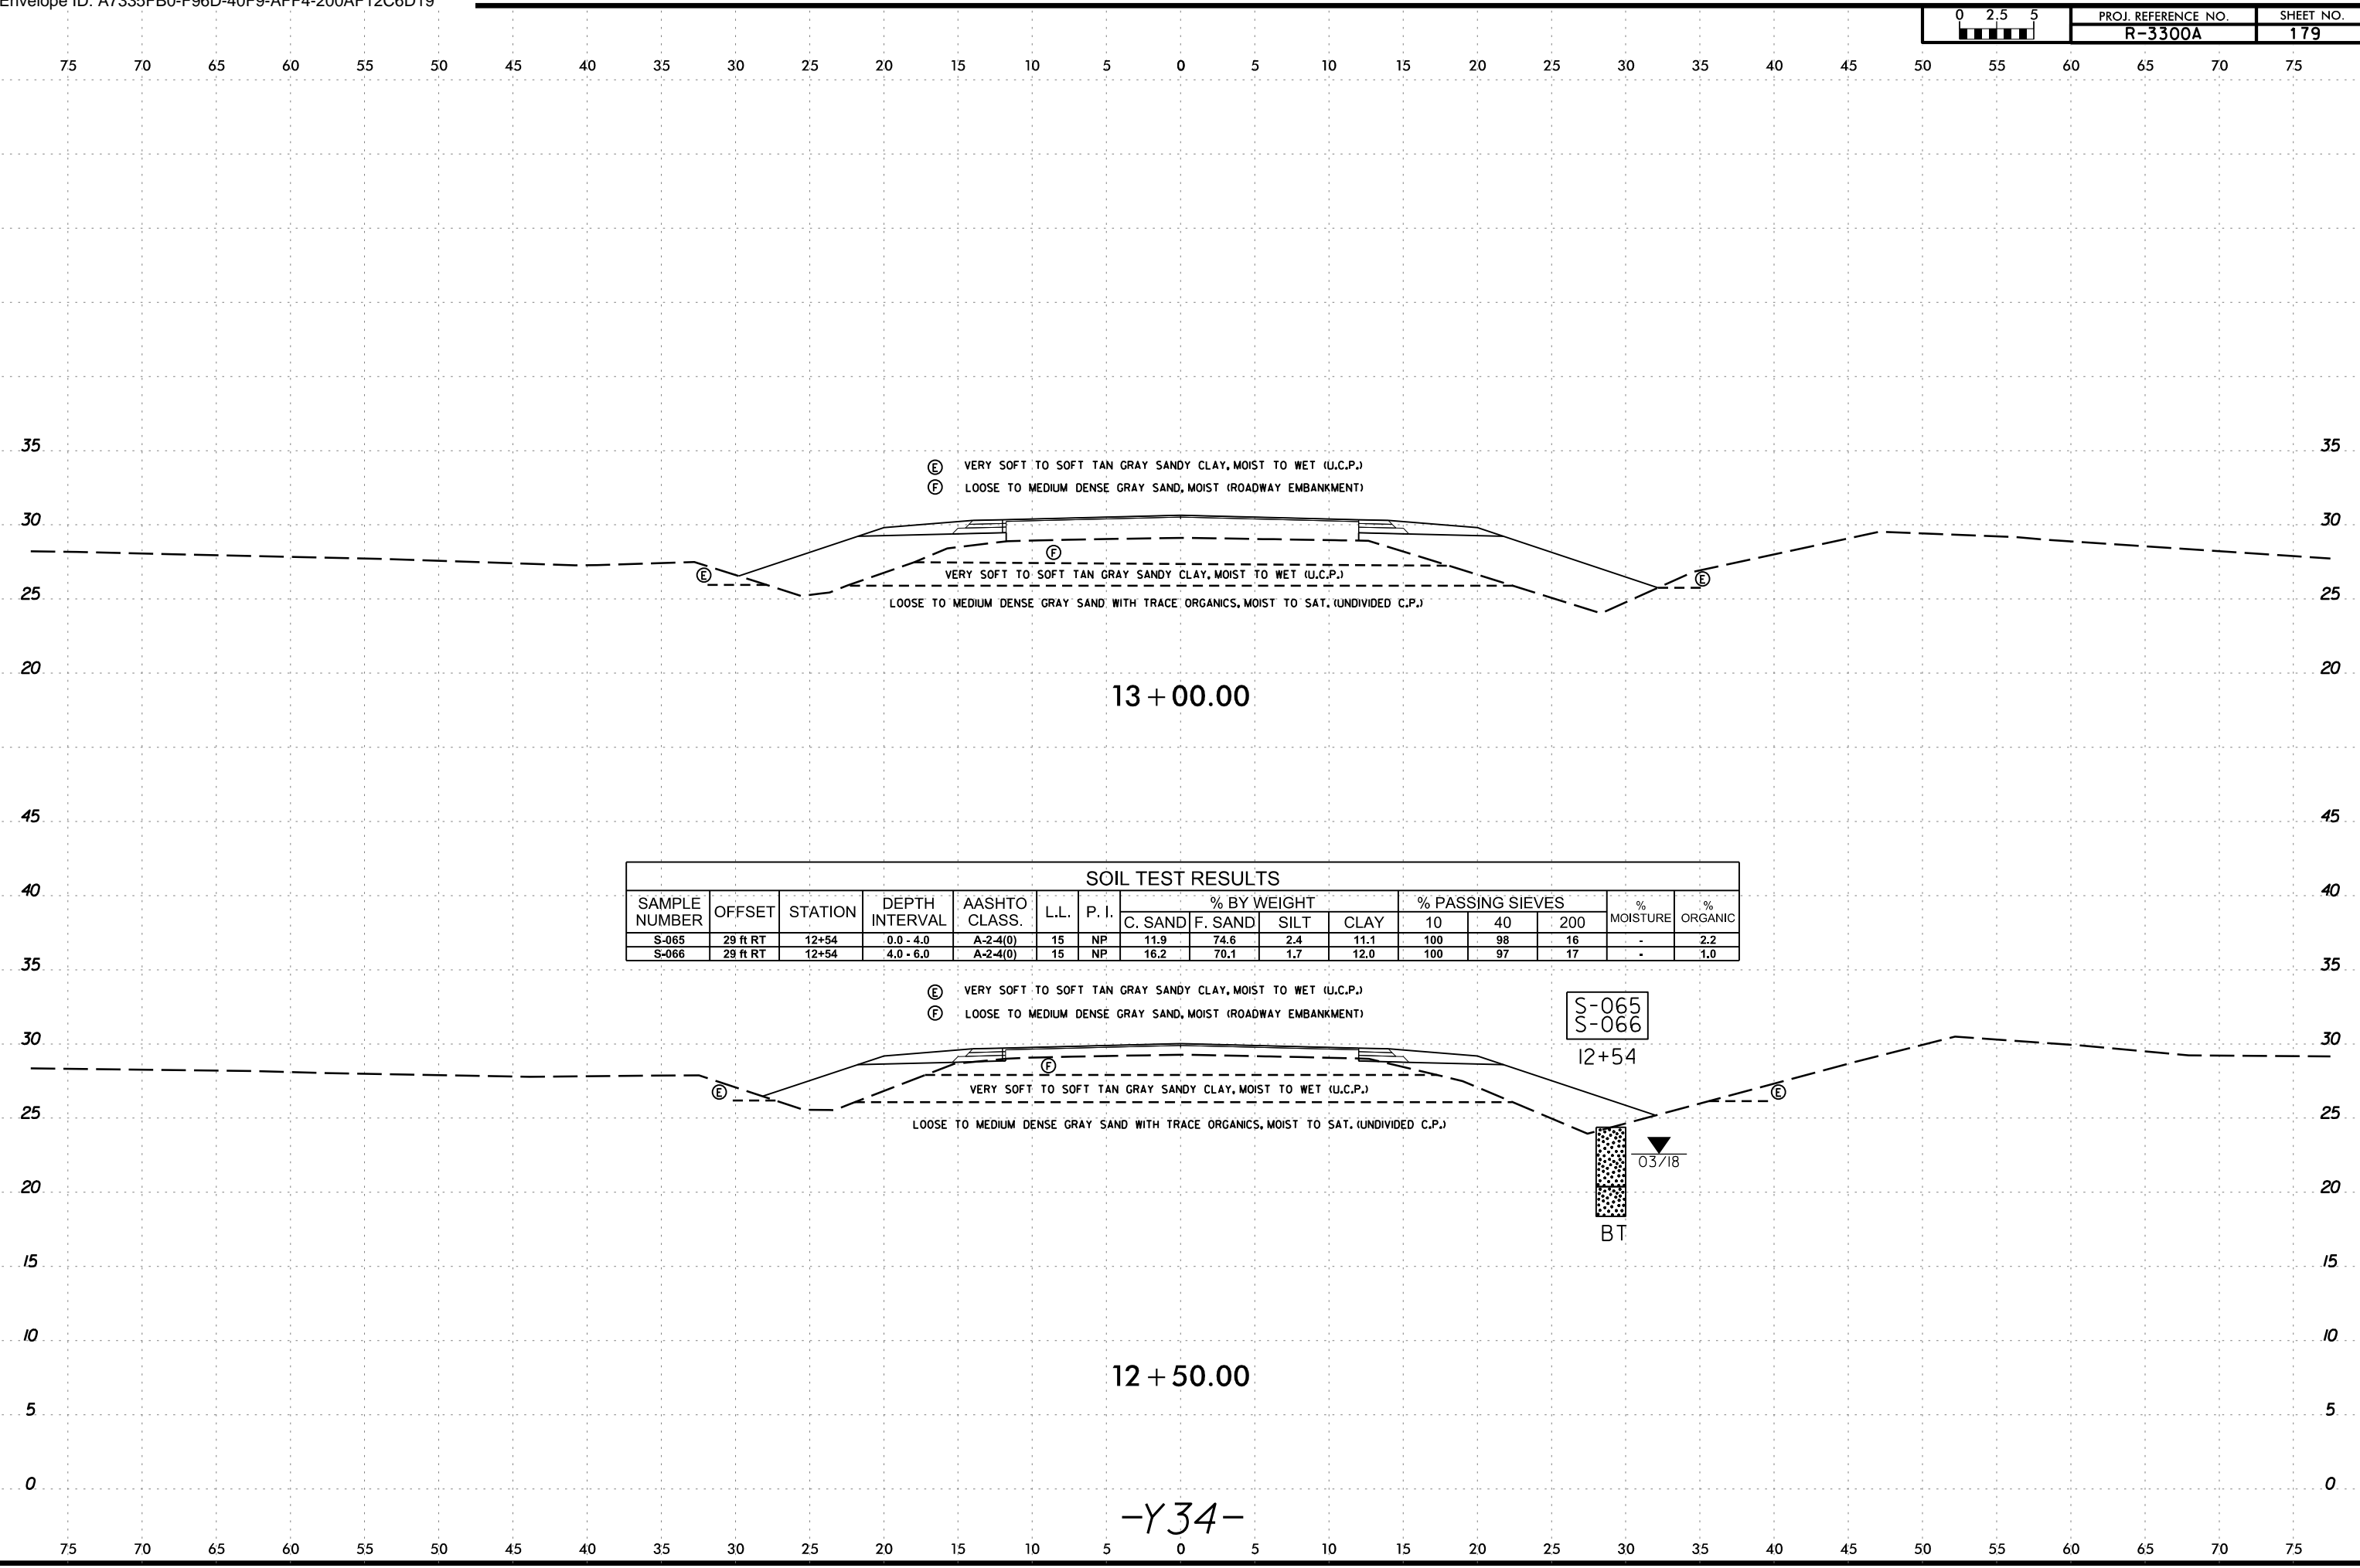 Envelope ID: A7335FB0-F96D-40F9-AFF4-200AF12C6D19
0 2.5 5
PROJ. REFERENCE NO. SHEET NO.
R-3300A 179
75 70 65 60 55 50 45 40 35 30 25 20 15 10 5 0 5 10 15 20 25 30 35 40 45 50 55 60 65 70 75
35 35
Ⓔ VERY SOFT TO SOFT TAN GRAY SANDY CLAY, MOIST TO WET (U.C.P.)
Ⓕ LOOSE TO MEDIUM DENSE GRAY SAND, MOIST (ROADWAY EMBANKMENT)
30 30
Ⓕ
Ⓔ VERY SOFT TO SOFT TAN GRAY SANDY CLAY, MOIST TO WET (U.C.P.) Ⓔ
25 25
LOOSE TO MEDIUM DENSE GRAY SAND WITH TRACE ORGANICS, MOIST TO SAT. (UNDIVIDED C.P.)
20 20
13+00.00
45 45
SOIL TEST RESULTS
40 40
SAMPLE NUMBER OFFSET STATION DEPTH INTERVAL AASHTO CLASS. L.L. P. I. % BY WEIGHT % PASSING SIEVES % MOISTURE % ORGANIC
C. SAND F. SAND SILT CLAY 10 40 200
S-065 29 ft RT 12+54 0.0 - 4.0 A-2-4(0) 15 NP 11.9 74.6 2.4 11.1 100 98 16 - 2.2
S-066 29 ft RT 12+54 4.0 - 6.0 A-2-4(0) 15 NP 16.2 70.1 1.7 12.0 100 97 17 - 1.0
35 35
Ⓔ VERY SOFT TO SOFT TAN GRAY SANDY CLAY, MOIST TO WET (U.C.P.)
Ⓕ LOOSE TO MEDIUM DENSE GRAY SAND, MOIST (ROADWAY EMBANKMENT)
S-065
S-066
30 30
12+54
Ⓕ
Ⓔ VERY SOFT TO SOFT TAN GRAY SANDY CLAY, MOIST TO WET (U.C.P.) Ⓔ
25 25
LOOSE TO MEDIUM DENSE GRAY SAND WITH TRACE ORGANICS, MOIST TO SAT. (UNDIVIDED C.P.)
03/18
20 20
BT
15 15
10 10
12+50.00
5 5
0 0
-Y34-
75 70 65 60 55 50 45 40 35 30 25 20 15 10 5 0 5 10 15 20 25 30 35 40 45 50 55 60 65 70 75